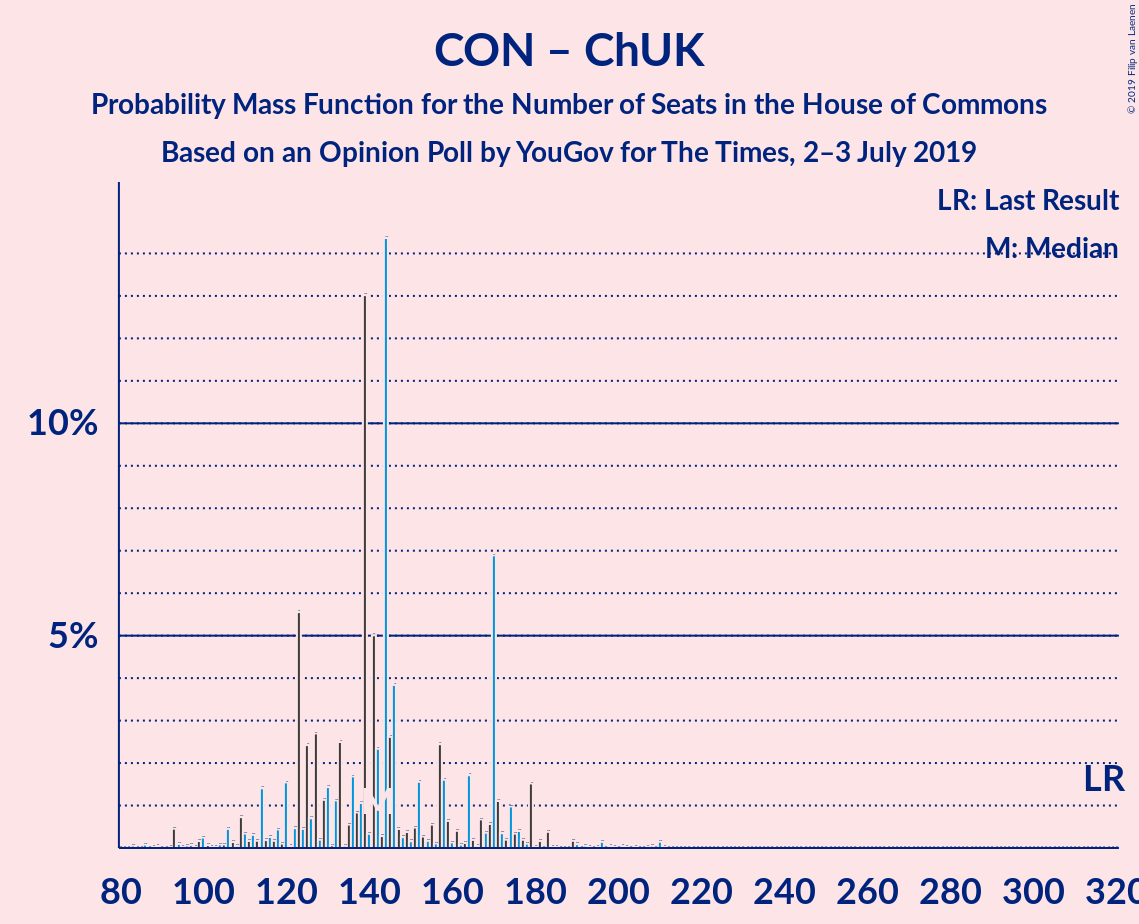 CON – ChUK
Probability Mass Function for the Number of Seats in the House of Commons
Based on an Opinion Poll by YouGov for The Times, 2–3 July 2019
© 2019 Filip van Laenen
LR: Last Result
M: Median
10%
5%
M
LR
80 100 120 140 160 180 200 220 240 260 280 300 320